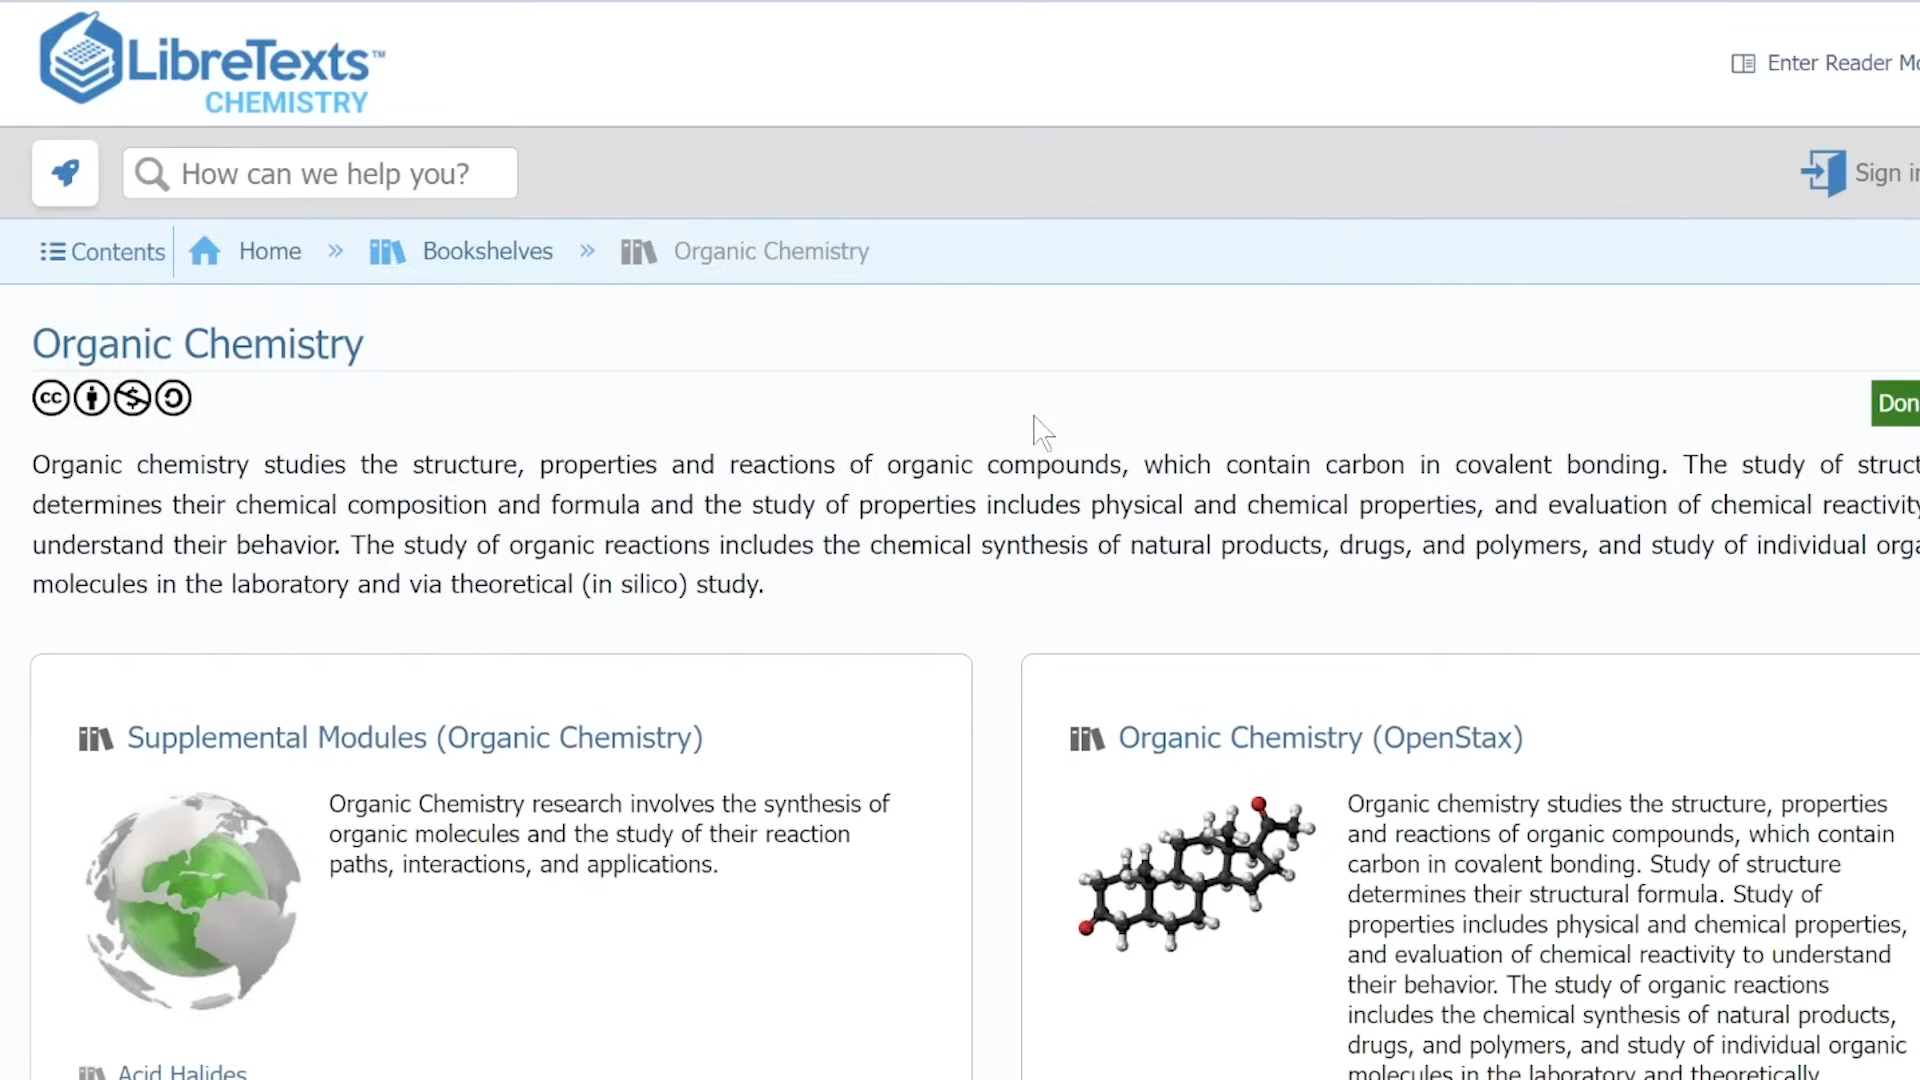 LibreTexts™
CHEMISTRY
Enter Reader
How can we help you?
Sign
Contents
Home » Bookshelves » Organic Chemistry
Organic Chemistry
cc
Organic chemistry studies the structure, properties and reactions of organic compounds, which contain carbon in covalent bonding. The study of
determines their chemical composition and formula and the study of properties includes physical and chemical properties, and evaluation of chemical
understand their behavior. The study of organic reactions includes the chemical synthesis of natural products, drugs, and polymers, and study of individual
molecules in the laboratory and via theoretical (in silico) study.
Supplemental Modules (Organic Chemistry)
Organic Chemistry research involves the synthesis of
organic molecules and the study of their reaction
paths, interactions, and applications.
Acid Halides
Organic Chemistry (OpenStax)
Organic chemistry studies the structure, properties
and reactions of organic compounds, which contain
carbon in covalent bonding. Study of structure
determines their structural formula. Study of
properties includes physical and chemical properties,
and evaluation of chemical reactivity to understand
their behavior. The study of organic reactions
includes the chemical synthesis of natural products,
drugs, and polymers, and study of individual organic
molecules in the laboratory and theoretically